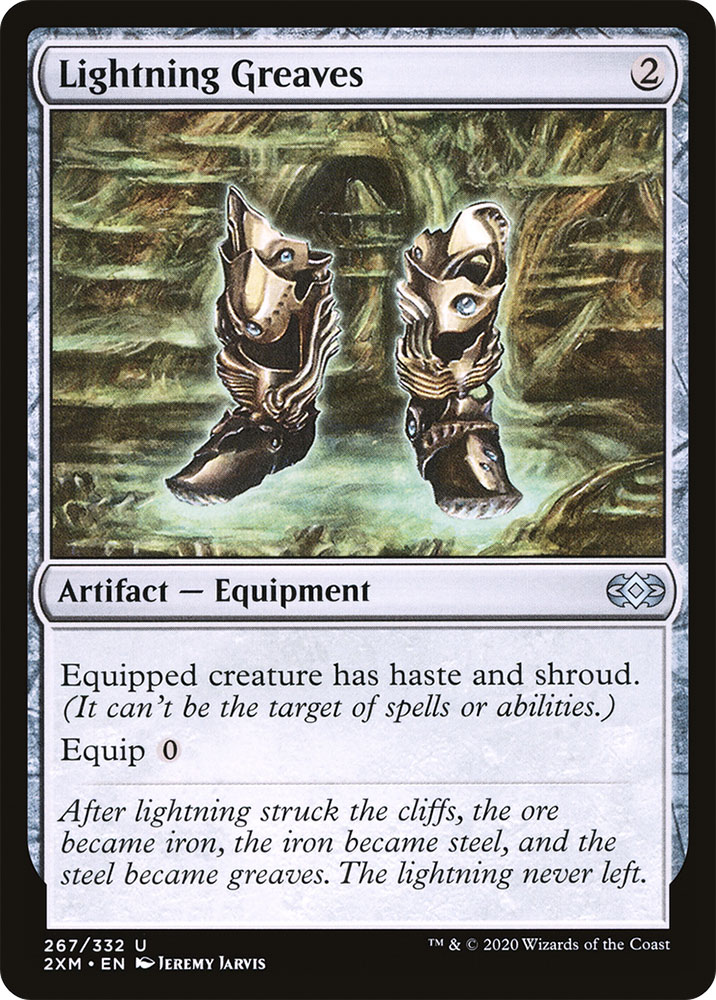 Lightning Greaves 2
Artifact — Equipment
Equipped creature has haste and shroud.
(It can't be the target of spells or abilities.)
Equip 0
After lightning struck the cliffs, the ore
became iron, the iron became steel, and the
steel became greaves. The lightning never left.
267/332 U
™ & © 2020 Wizards of the Coast
2XM • EN Jeremy Jarvis